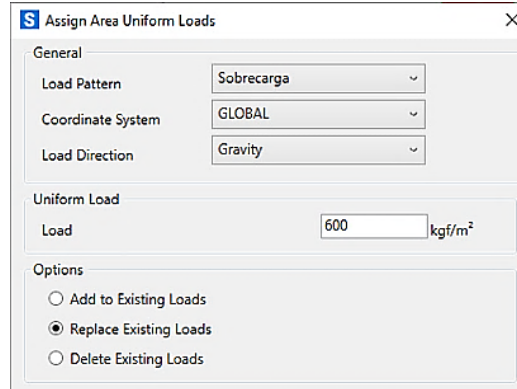 S Assign Area Uniform Loads
General
Load Pattern Sobrecarga
Coordinate System GLOBAL
Load Direction Gravity
Uniform Load
Load 600 kgf/m²
Options
Add to Existing Loads
Replace Existing Loads
Delete Existing Loads